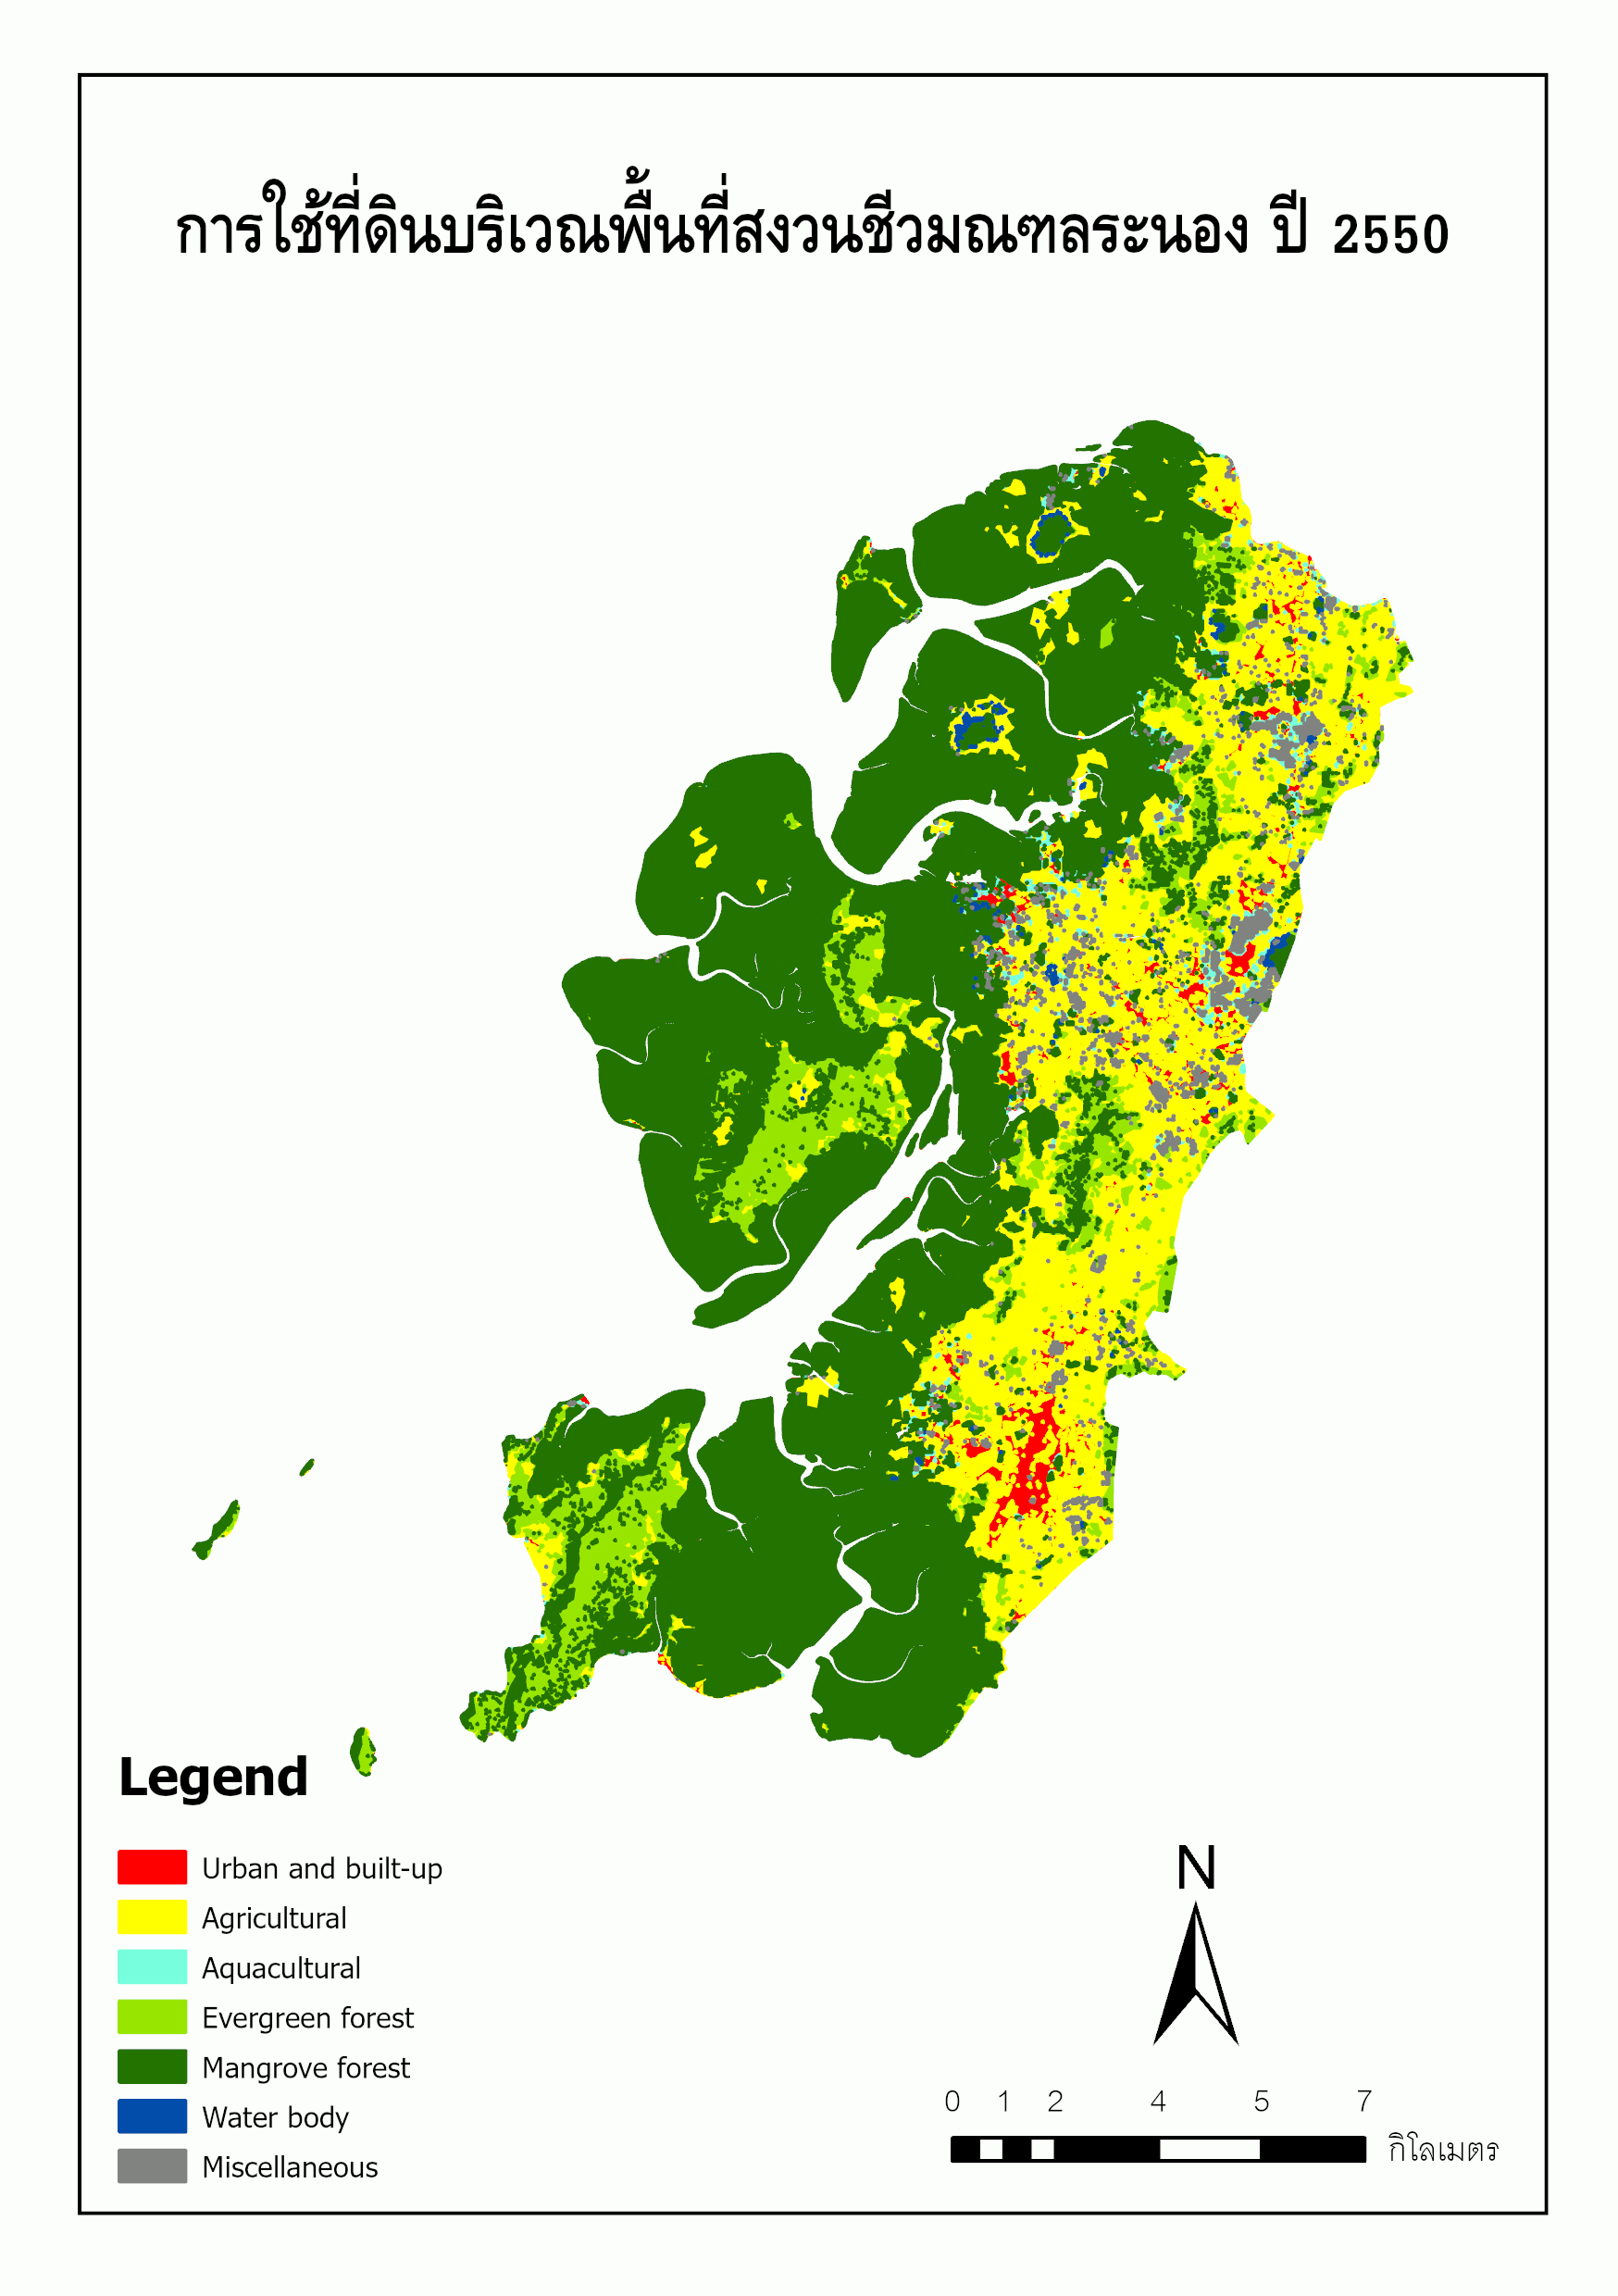 การใช้ที่ดินบริเวณพื้นที่สงวนชีวมณฑลระนอง ปี 2550
Legend
Urban and built-up
Agricultural
Aquacultural
Evergreen forest
Mangrove forest
Water body
Miscellaneous
N
0 1 2 4 5 7
กิโลเมตร